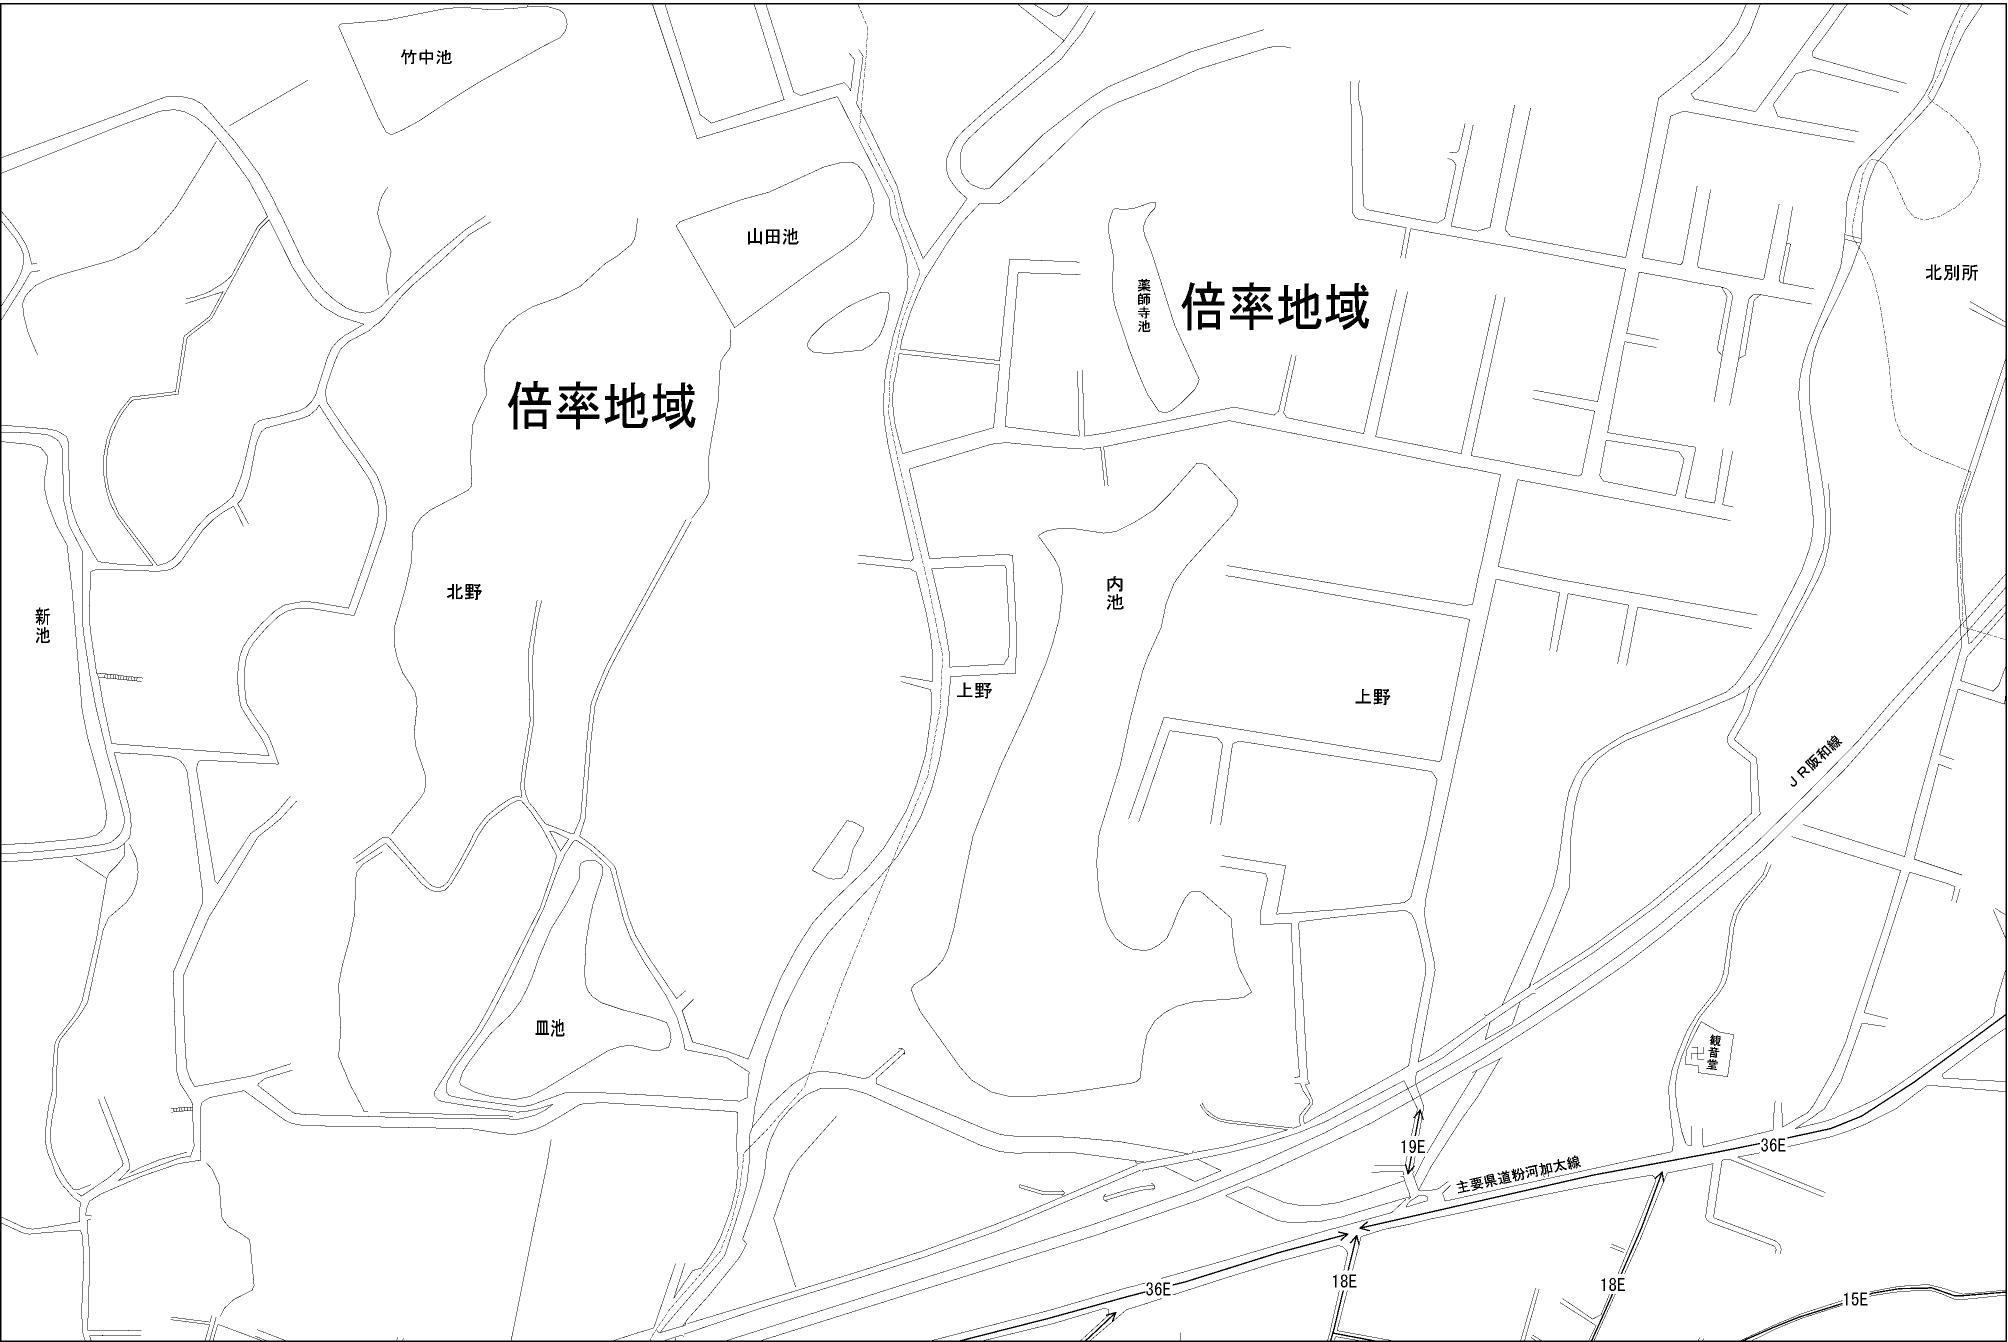 竹中池
山田池
北別所
薬師寺池
倍率地域
倍率地域
北野
内池
新池
上野
上野
JR阪和線
皿池
観音堂
卍
19E
36E
主要県道粉河加太線
36E
18E
18E
15E